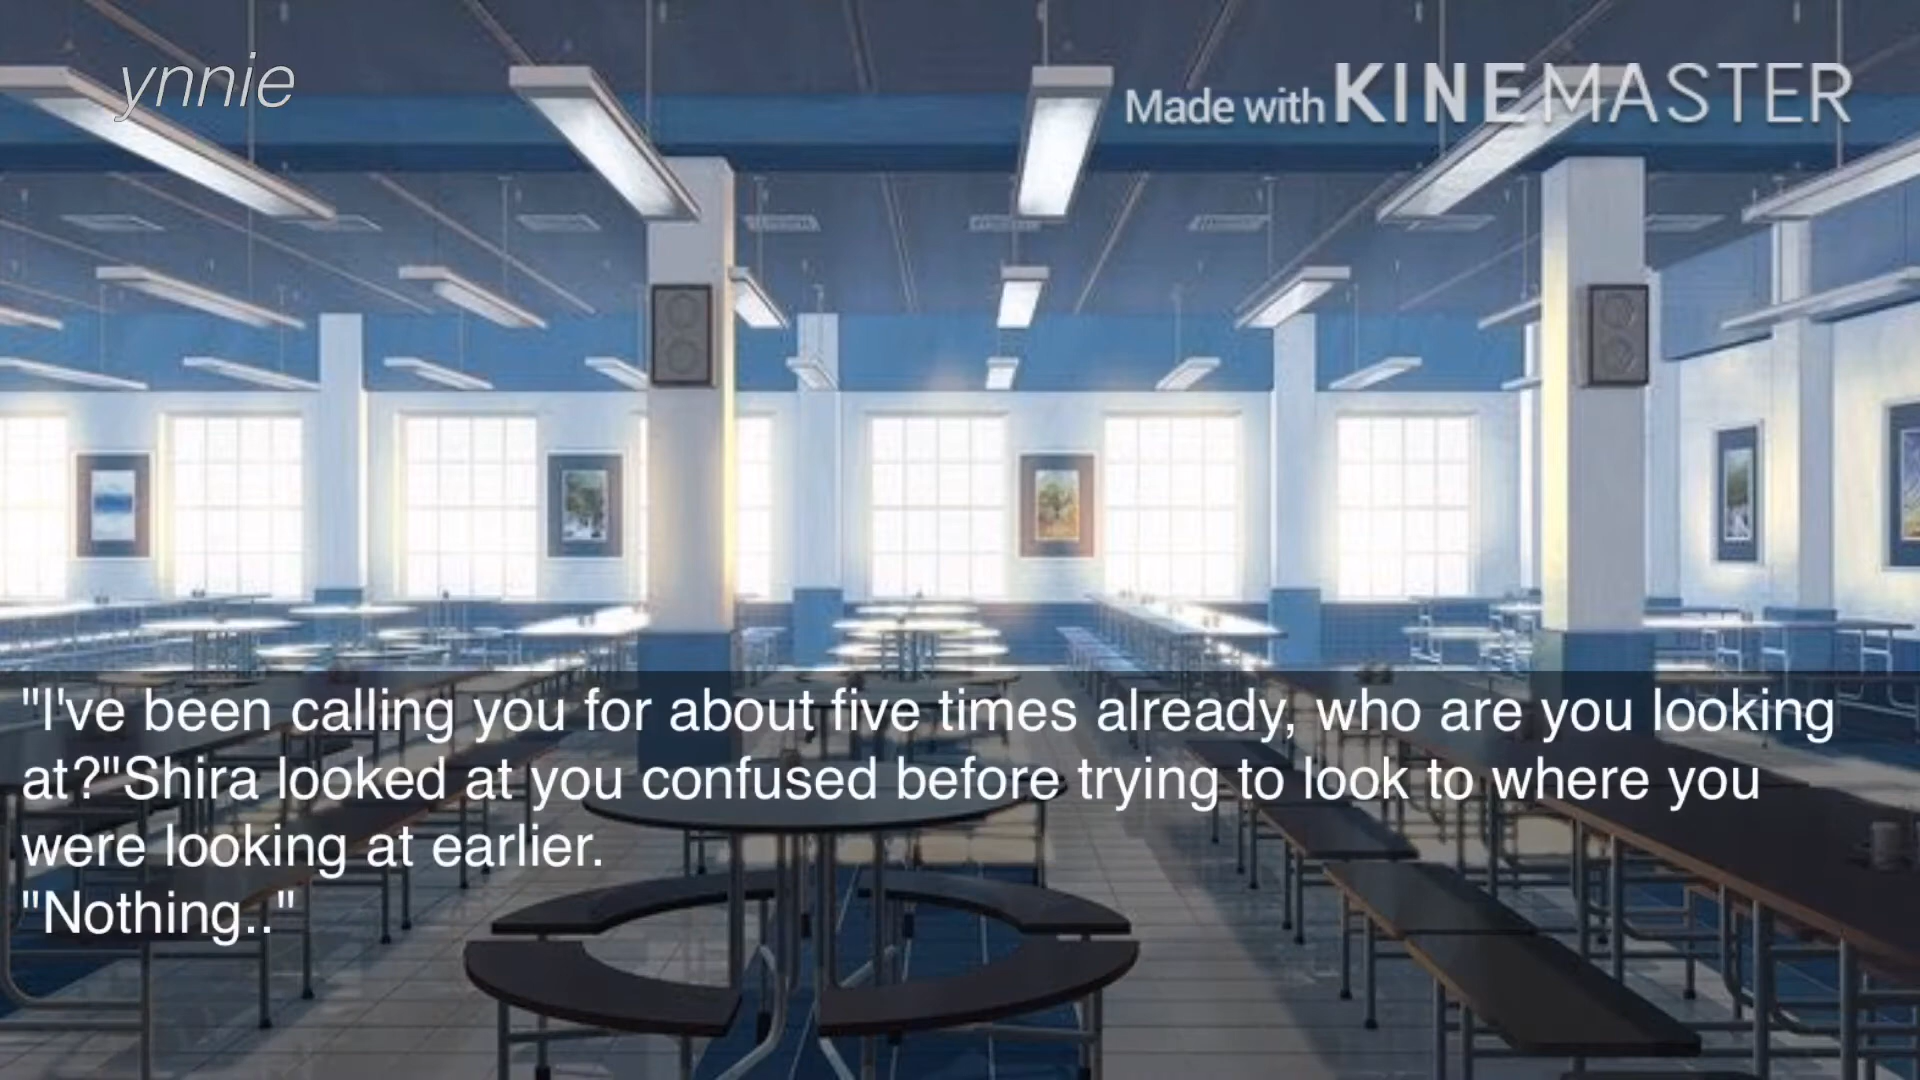 ynnie
Made with KINEMASTER
"I've been calling you for about five times already, who are you looking
at?"Shira looked at you confused before trying to look to where you
were looking at earlier.
"Nothing.."